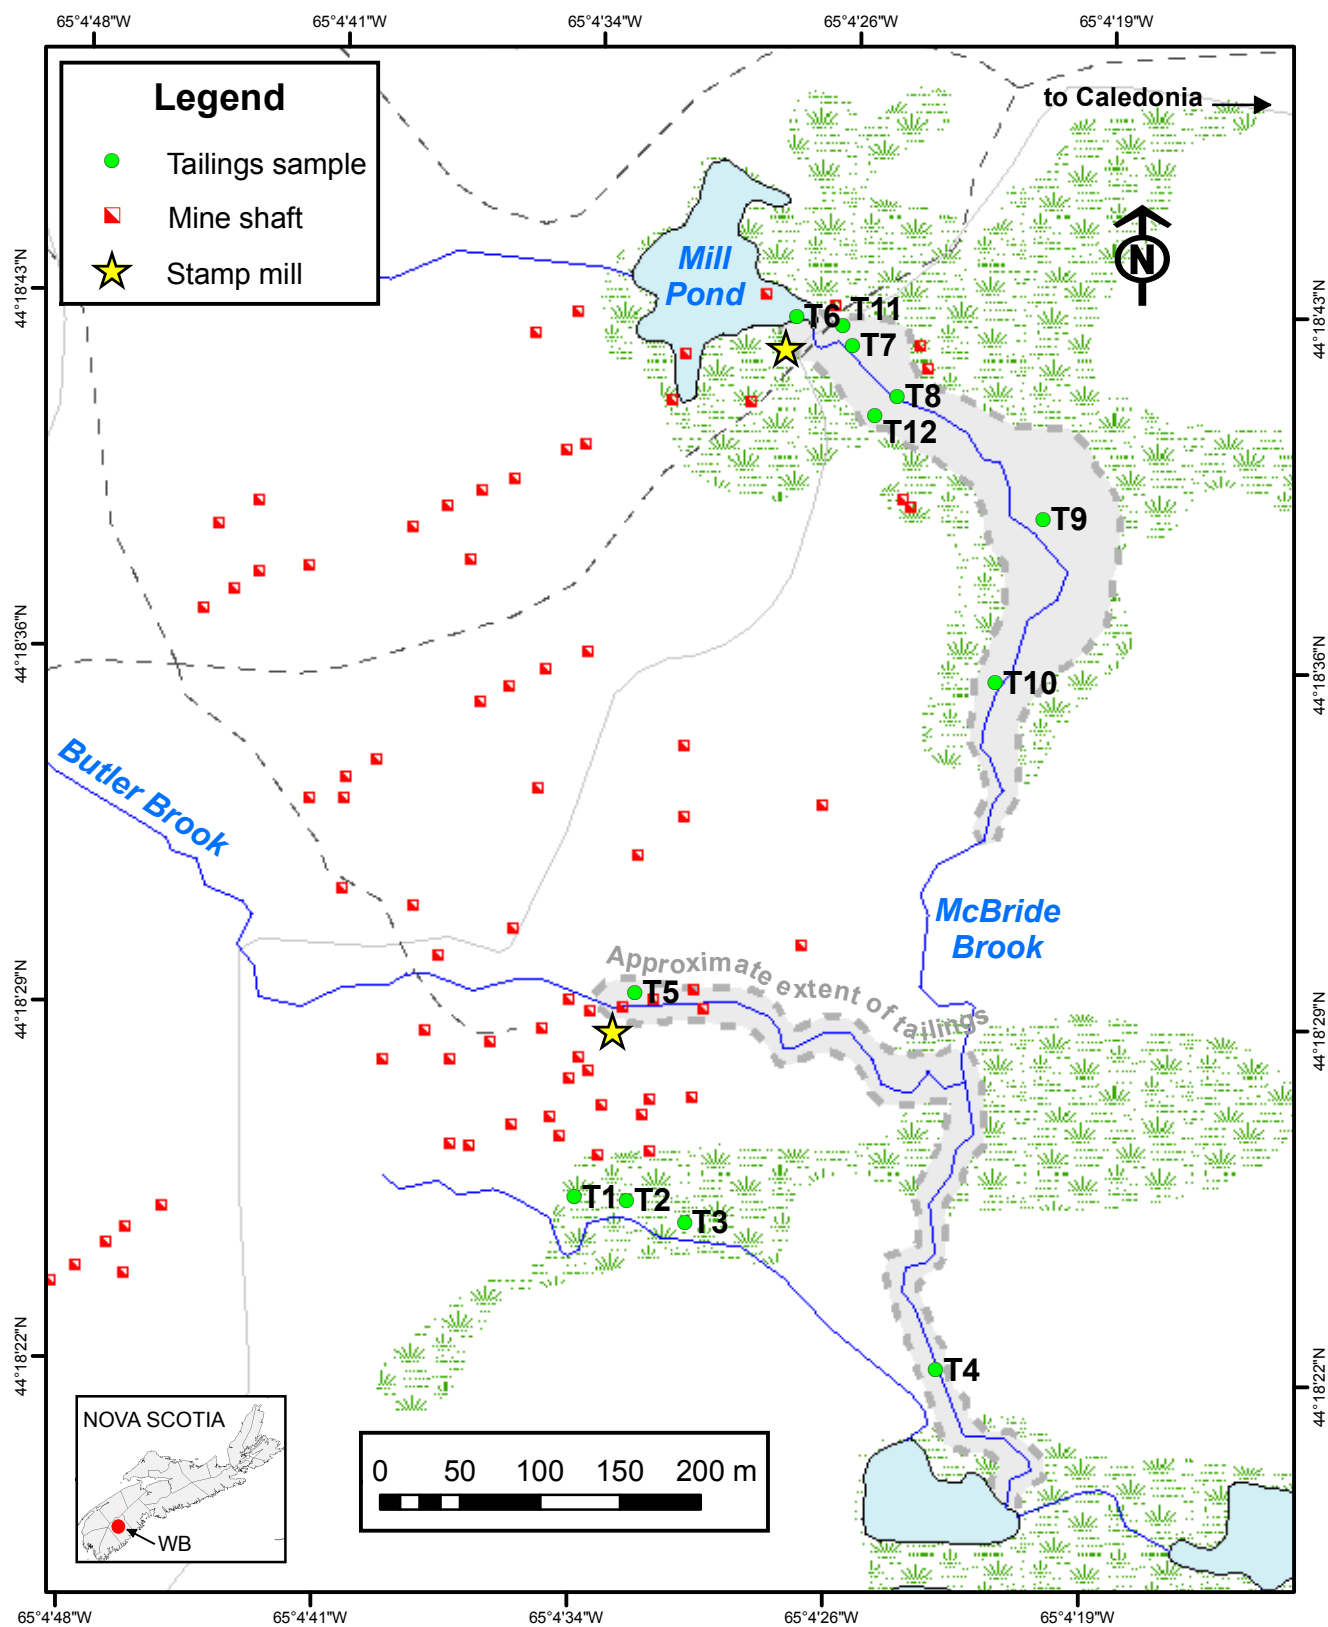 65°4'48"W 65°4'41"W 65°4'34"W 65°4'26"W 65°4'19"W
Legend
Tailings sample
Mine shaft
Stamp mill
to Caledonia
N
44°18'43"N
44°18'43"N
Mill
Pond
T6
T11
T7
T8
T12
T9
44°18'36"N
44°18'36"N
T10
Butler Brook
McBride
Brook
Approximate extent of tailings
44°18'29"N
44°18'29"N
T5
T1
T2
T3
44°18'22"N
44°18'22"N
T4
NOVA SCOTIA
WB
0 50 100 150 200 m
65°4'48"W 65°4'41"W 65°4'34"W 65°4'26"W 65°4'19"W